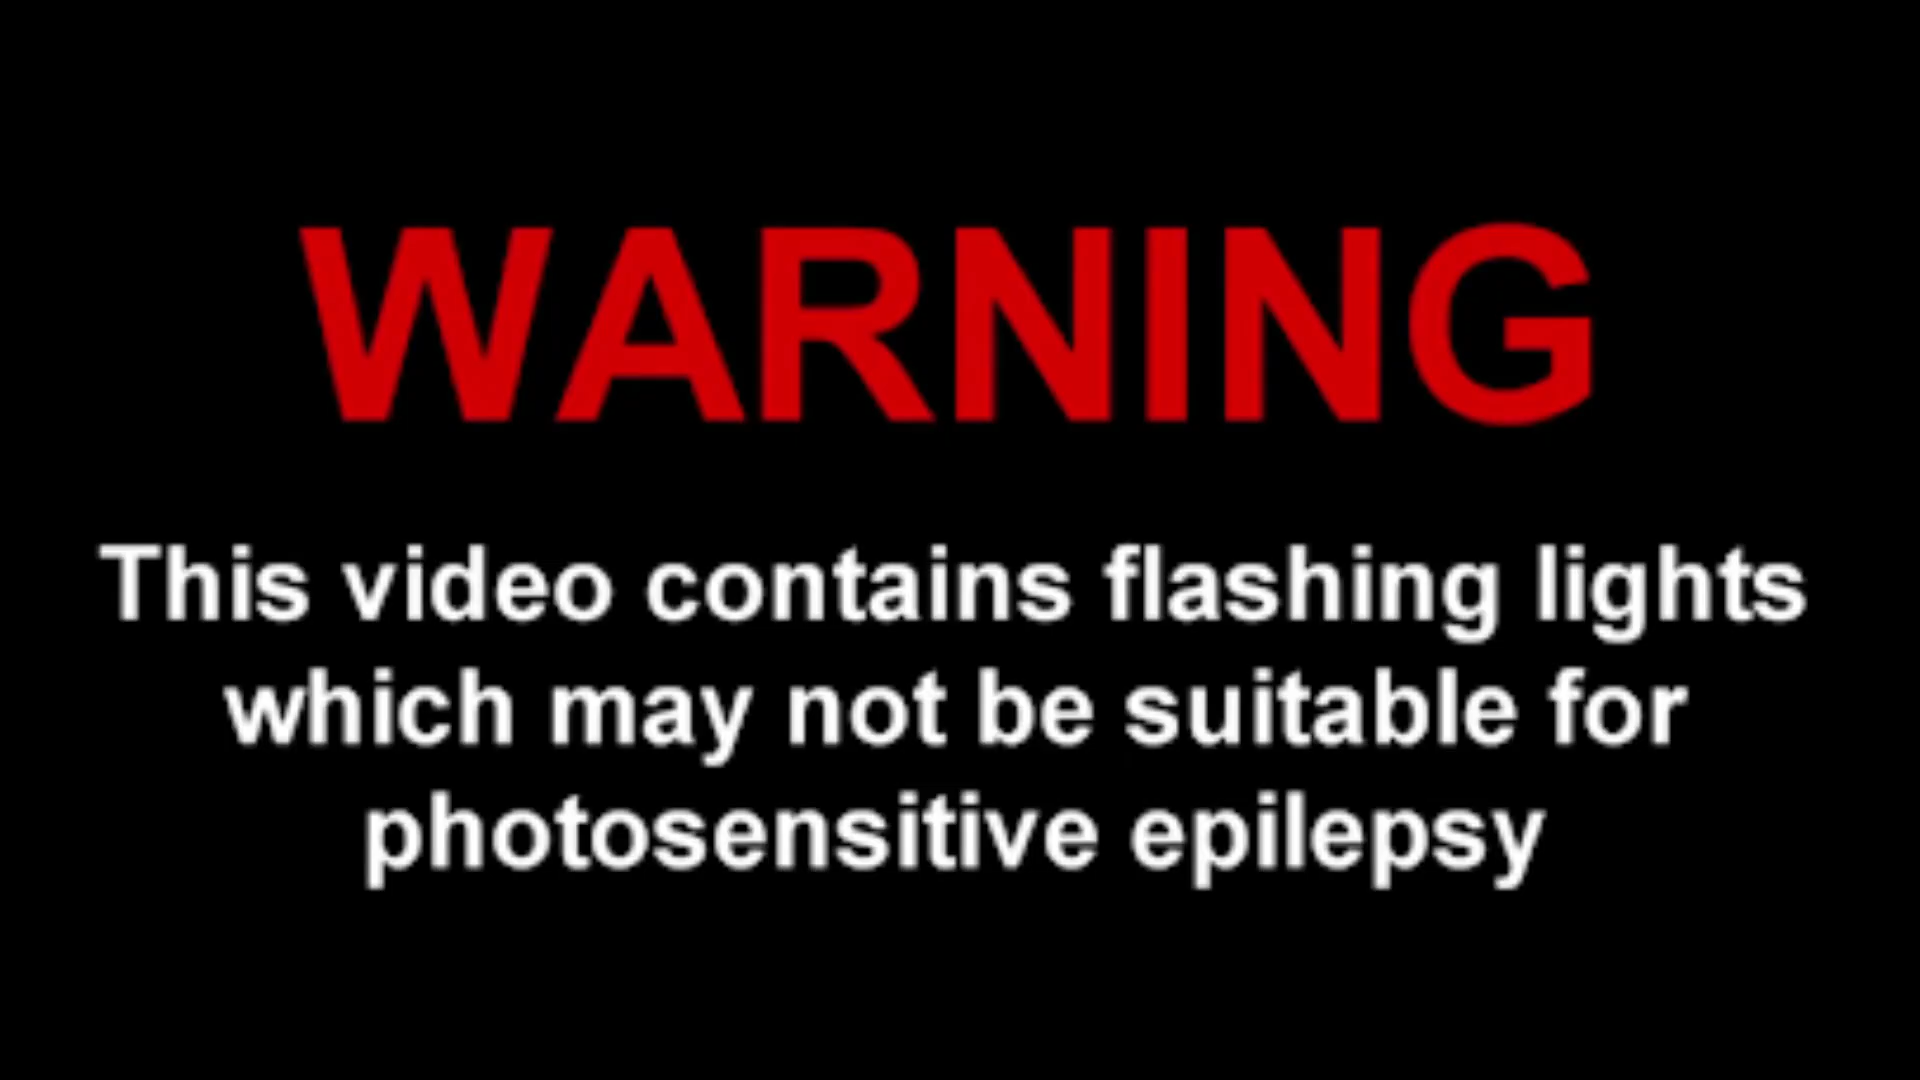 WARNING
This video contains flashing lights
which may not be suitable for
photosensitive epilepsy